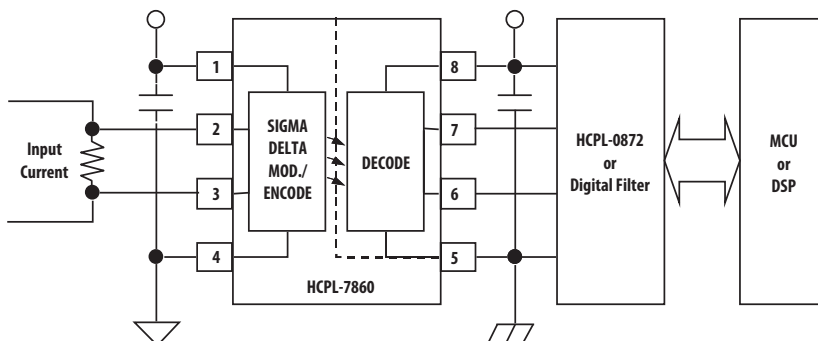 1
2
3
4
Input
Current
SIGMA
DELTA
MOD./
ENCODE
DECODE
HCPL-7860
8
7
6
5
HCPL-0872
or
Digital Filter
MCU
or
DSP